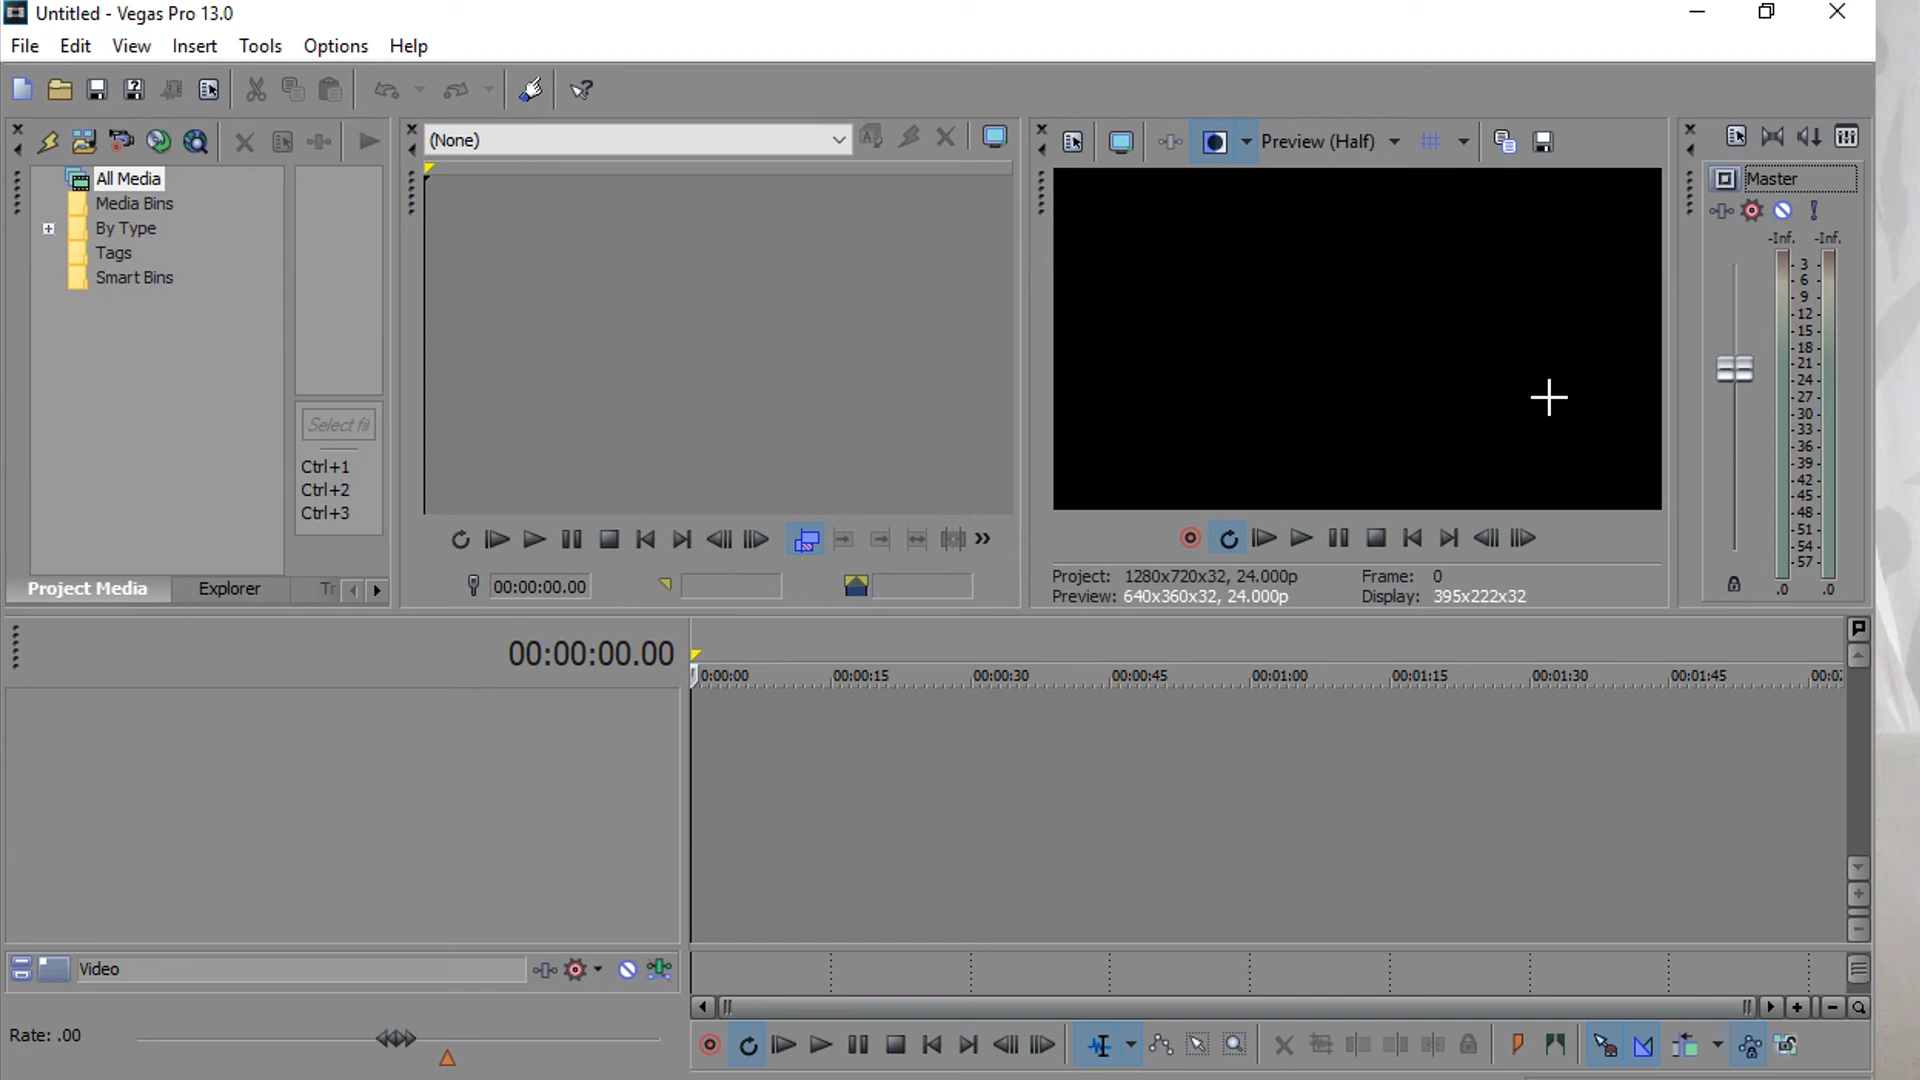 Untitled - Vegas Pro 13.0
File Edit View Insert Tools Options Help
(None)
Preview (Half)
All Media
Media Bins
By Type
Tags
Smart Bins
Ctrl+1
Ctrl+2
Ctrl+3
Project Media Explorer
00:00:00.00
Project: 1280x720x32, 24.000p Frame: 0
Preview: 640x360x32, 24.000p Display: 395x222x32
Master
-Inf. -Inf.
3
6
9
12
15
18
21
24
27
30
33
36
39
42
45
48
51
54
57
.0 .0
00:00:00.00
0:00:00 00:00:15 00:00:30 00:00:45 00:01:00 00:01:15 00:01:30 00:01:45
Video
Rate: .00